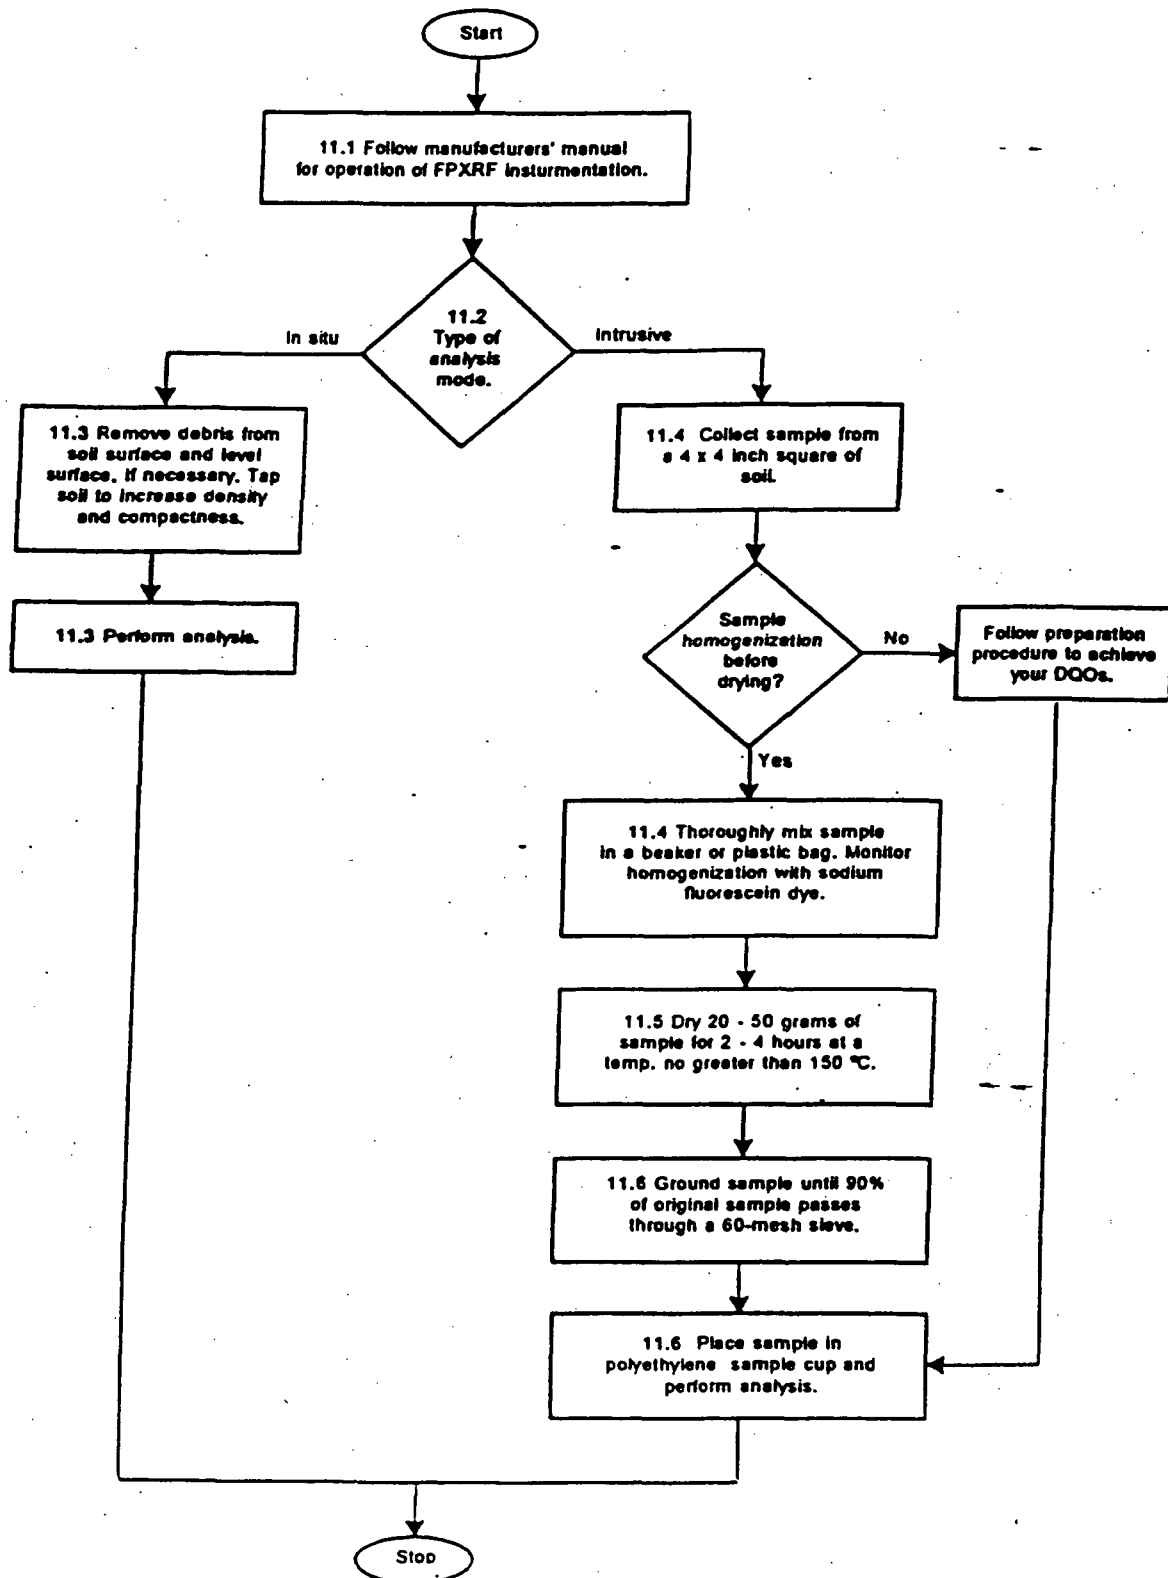 Start
11.1 Follow manufacturers' manual
for operation of FPXRF insturmentation.
11.2
Type of
analysis
mode.
In situ
Intrusive
11.3 Remove debris from
soil surface and level
surface. If necessary. Tap
soil to increase density
and compactness.
11.3 Perform analysis.
11.4 Collect sample from
a 4 x 4 inch square of
soil.
Sample
homogenization
before
drying?
No
Follow preparation
procedure to achieve
your DQOs.
Yes
11.4 Thoroughly mix sample
in a beaker or plastic bag. Monitor
homogenization with sodium
fluorescein dye.
11.5 Dry 20 - 50 grams of
sample for 2 - 4 hours at a
temp. no greater than 150 °C.
11.6 Ground sample until 90%
of original sample passes
through a 60-mesh sieve.
11.6 Place sample in
polyethylene sample cup and
perform analysis.
Stop